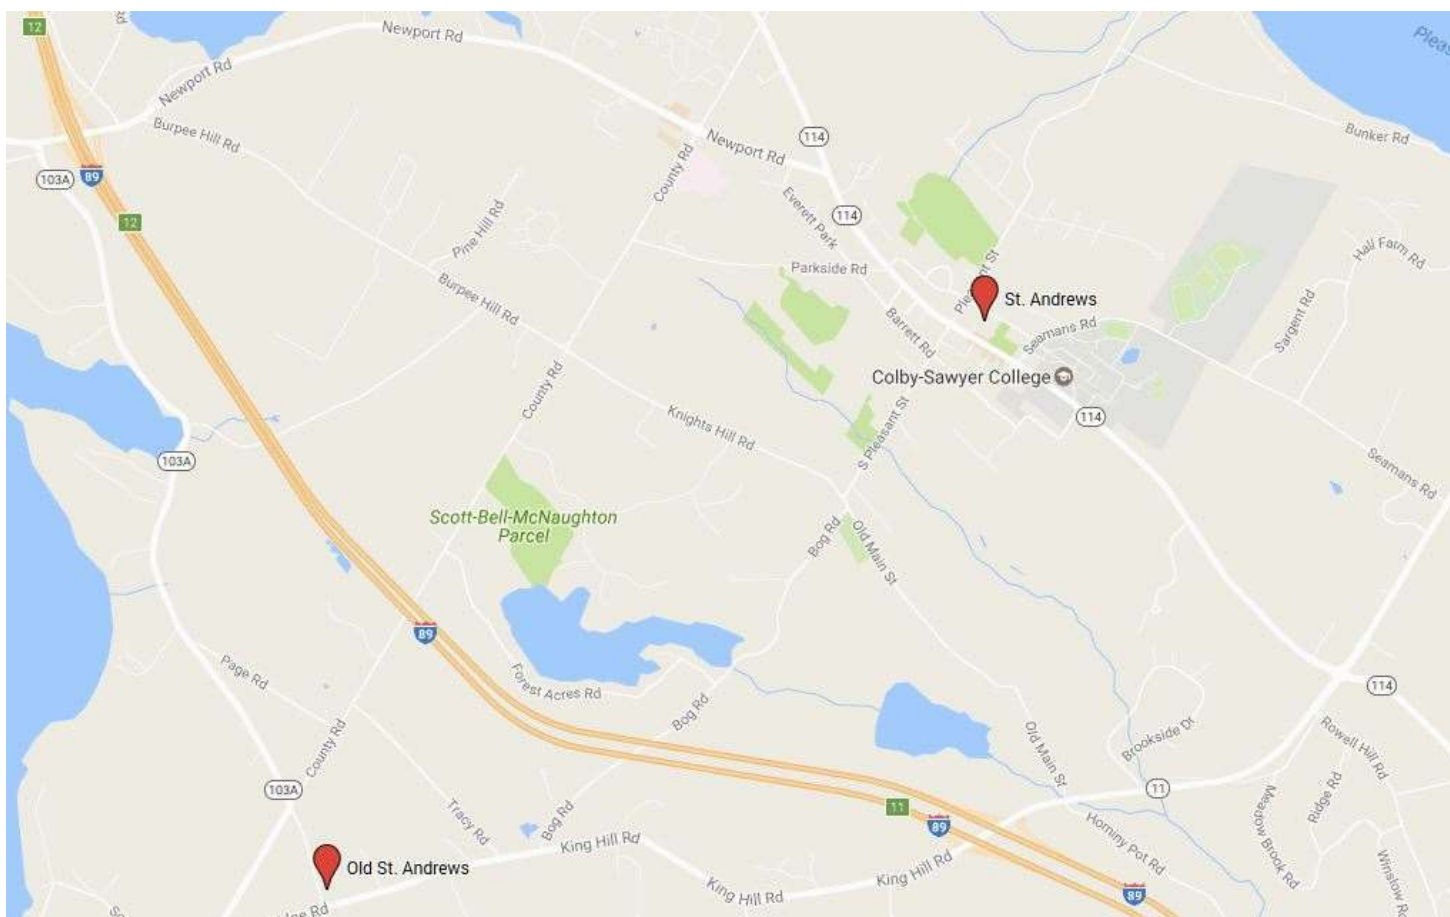 12
Rd
Newport Rd
Pleas
Newport Rd
Burpee Hill Rd
114
Newport Rd
Bunker Rd
89
103A
County Rd
Everett Park
114
12
Pine Hill Rd
Hall Farm Rd
Pleasant St
Parkside Rd
Burpee Hill Rd
St. Andrews
Barrett Rd
Seamans Rd
Sargent Rd
County Rd
Colby-Sawyer College
Knights Hill Rd
S Pleasant St
114
103A
Seamans Rd
Scott-Bell-McNaughton
Parcel
Bog Rd
Old Main St
89
Page Rd
Forest Acres Rd
114
Bog Rd
County Rd
Old Main St
Brookside Dr
Rowell Hill Rd
103A
11
Tracy Rd
Bog Rd
11
Ridge Rd
Meadow Brook Rd
89
Hominy Pot Rd
King Hill Rd
Old St. Andrews
King Hill Rd
King Hill Rd
Winslow Rd
89
Rd